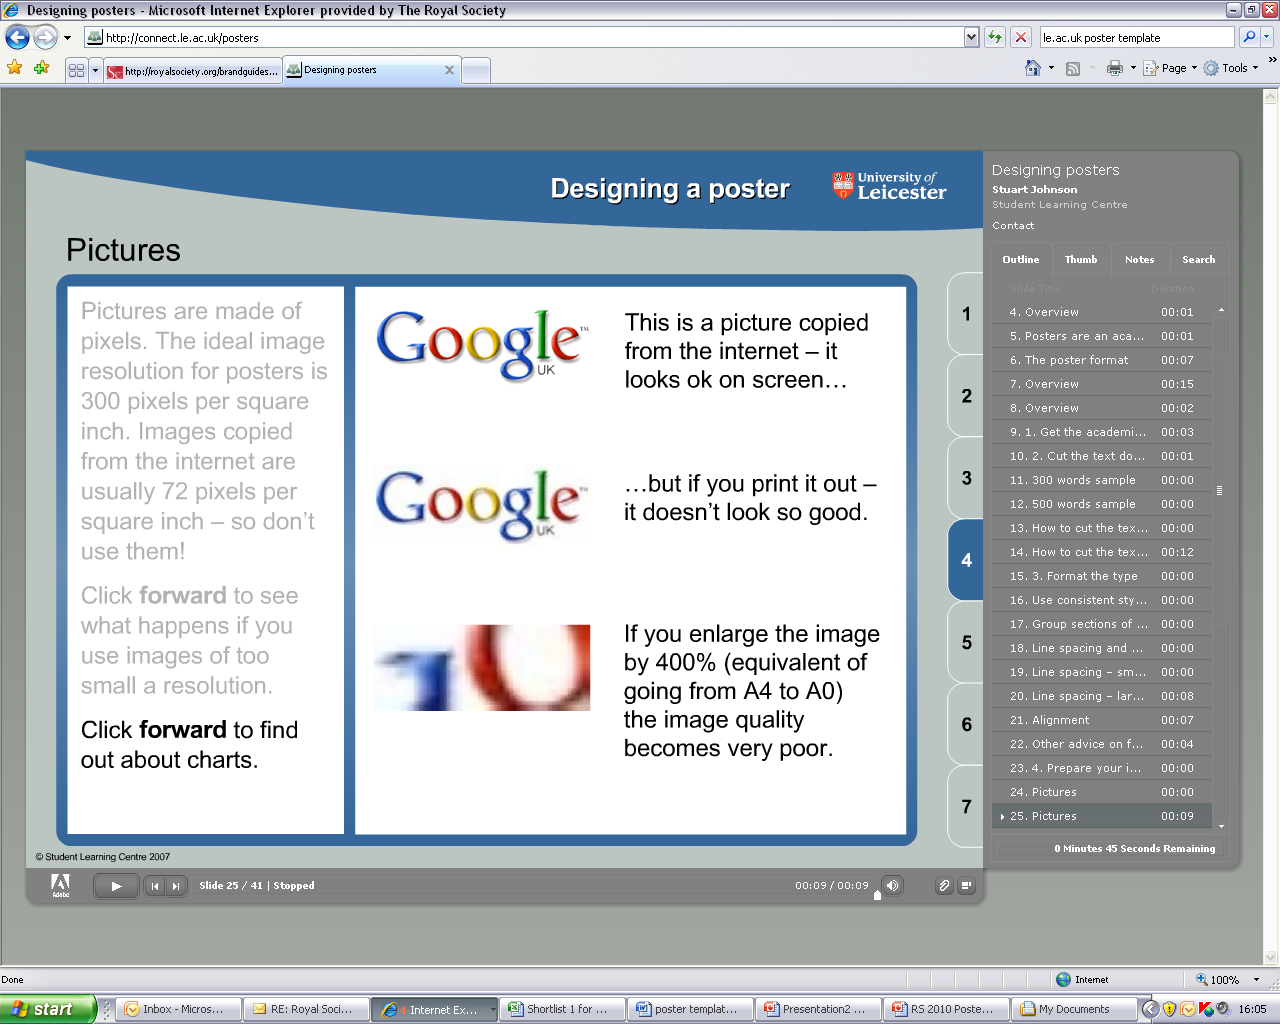 Designing posters - Microsoft Internet Explorer provided by The Royal Society
http://connect.le.ac.uk/posters
le.ac.uk poster template
http://royalsociety.org/brandguides...
Designing posters
Page
Tools
Designing a poster
University of
Leicester
Pictures
Pictures are made of
pixels. The ideal image
resolution for posters is
300 pixels per square
inch. Images copied
from the internet are
usually 72 pixels per
square inch – so don't
use them!
Click forward to see
what happens if you
use images of too
small a resolution.
Click forward to find
out about charts.
Google™
UK
This is a picture copied
from the internet – it
looks ok on screen…
Google™
UK
…but if you print it out –
it doesn't look so good.
If you enlarge the image
by 400% (equivalent of
going from A4 to A0)
the image quality
becomes very poor.
1
2
3
4
5
6
7
© Student Learning Centre 2007
Designing posters
Stuart Johnson
Student Learning Centre
Contact
Outline Thumb Notes Search
Slide Title Duration
4. Overview 00:01
5. Posters are an aca... 00:01
6. The poster format 00:07
7. Overview 00:15
8. Overview 00:02
9. 1. Get the academi... 00:03
10. 2. Cut the text do... 00:01
11. 300 words sample 00:00
12. 500 words sample 00:00
13. How to cut the tex... 00:00
14. How to cut the tex... 00:12
15. 3. Format the type 00:00
16. Use consistent sty... 00:00
17. Group sections of ... 00:00
18. Line spacing and ... 00:00
19. Line spacing – sm... 00:00
20. Line spacing – lar... 00:08
21. Alignment 00:07
22. Other advice on f... 00:04
23. 4. Prepare your i... 00:00
24. Pictures 00:00
25. Pictures 00:09
0 Minutes 45 Seconds Remaining
Adobe
Slide 25 / 41 | Stopped
00:09 / 00:09
Done
Internet
100%
start
Inbox - Micros...
RE: Royal Soci...
4 Internet Ex...
Shortlist 1 for ...
poster templat...
Presentation2 ...
RS 2010 Poste...
My Documents
16:05